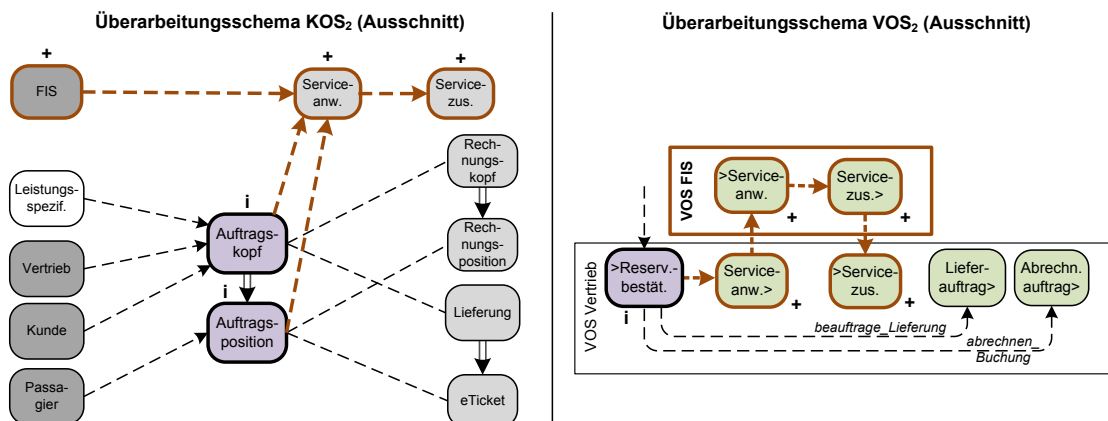 Überarbeitungsschema KOS₂ (Ausschnitt)
+
FIS
+
Service-
anw.
+
Service-
zus.
Leistungs-
spezif.
Vertrieb
Kunde
Passa-
gier
i
Auftrags-
kopf
i
Auftrags-
position
Rech-
nungs-
kopf
Rech-
nungs-
position
Lieferung
eTicket
Überarbeitungsschema VOS₂ (Ausschnitt)
VOS FIS
>Service-
anw.
+
Service-
zus.>
+
VOS Vertrieb
>Reserv.-
bestät.
i
Service-
anw.>
+
>Service-
zus.
+
Liefer-
auftrag>
Abrechn.
auftrag>
beauftrage_Lieferung
abrechnen_
Buchung